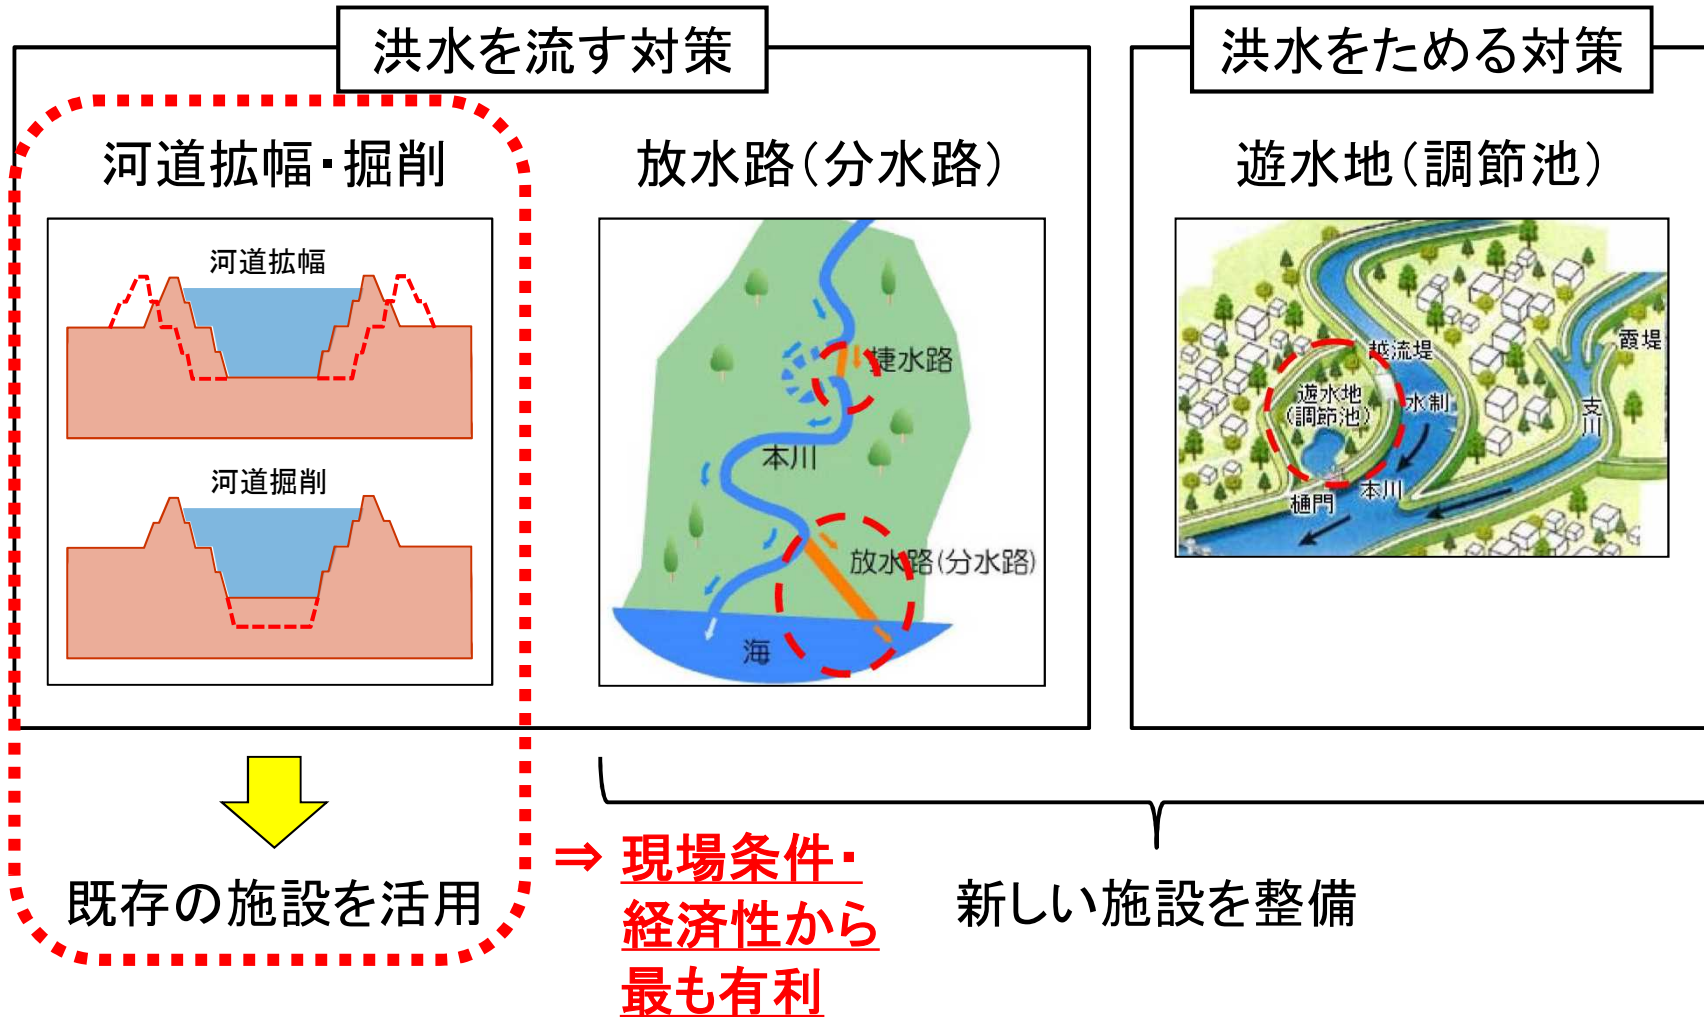 洪水を流す対策
洪水をためる対策
河道拡幅・掘削
放水路(分水路)
遊水地(調節池)
河道拡幅
河道掘削
捷水路
本川
放水路(分水路)
海
越流堤
霞堤
遊水地
(調節池)
水制
支川
本川
樋門
既存の施設を活用
⇒ 現場条件・
経済性から
最も有利
新しい施設を整備